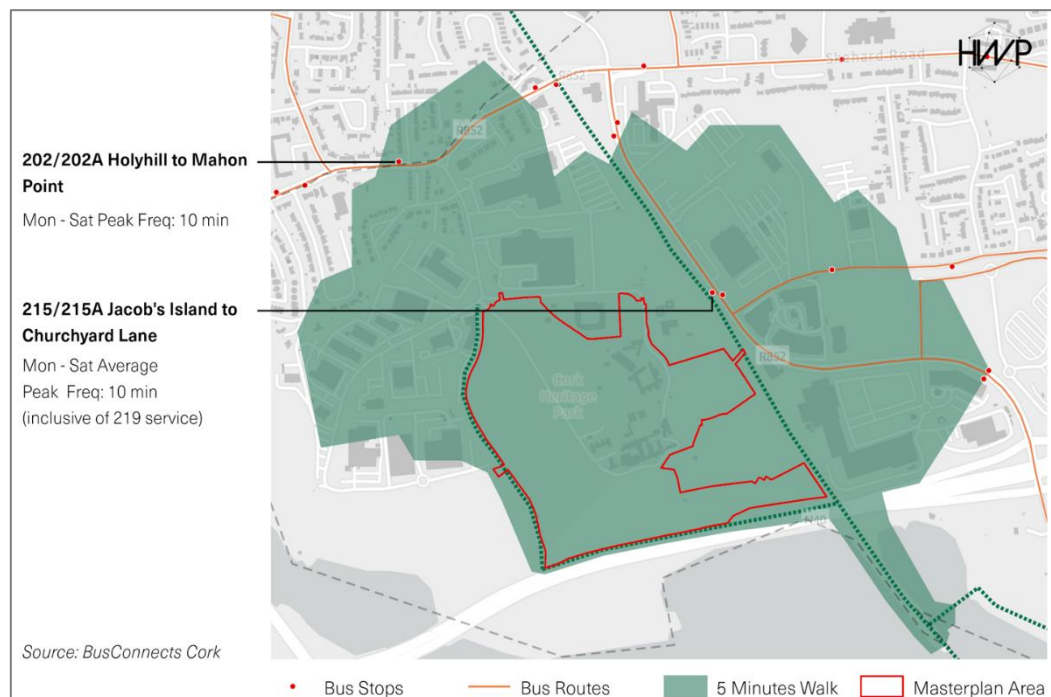 HWP
Skehard Road
R852
R852
202/202A Holyhill to Mahon
Point
Mon - Sat Peak Freq: 10 min
215/215A Jacob's Island to
Churchyard Lane
Mon - Sat Average
Peak Freq: 10 min
(inclusive of 219 service)
R852
Cork
Heritage
Park
N40
Source: BusConnects Cork
Bus Stops
Bus Routes
5 Minutes Walk
Masterplan Area